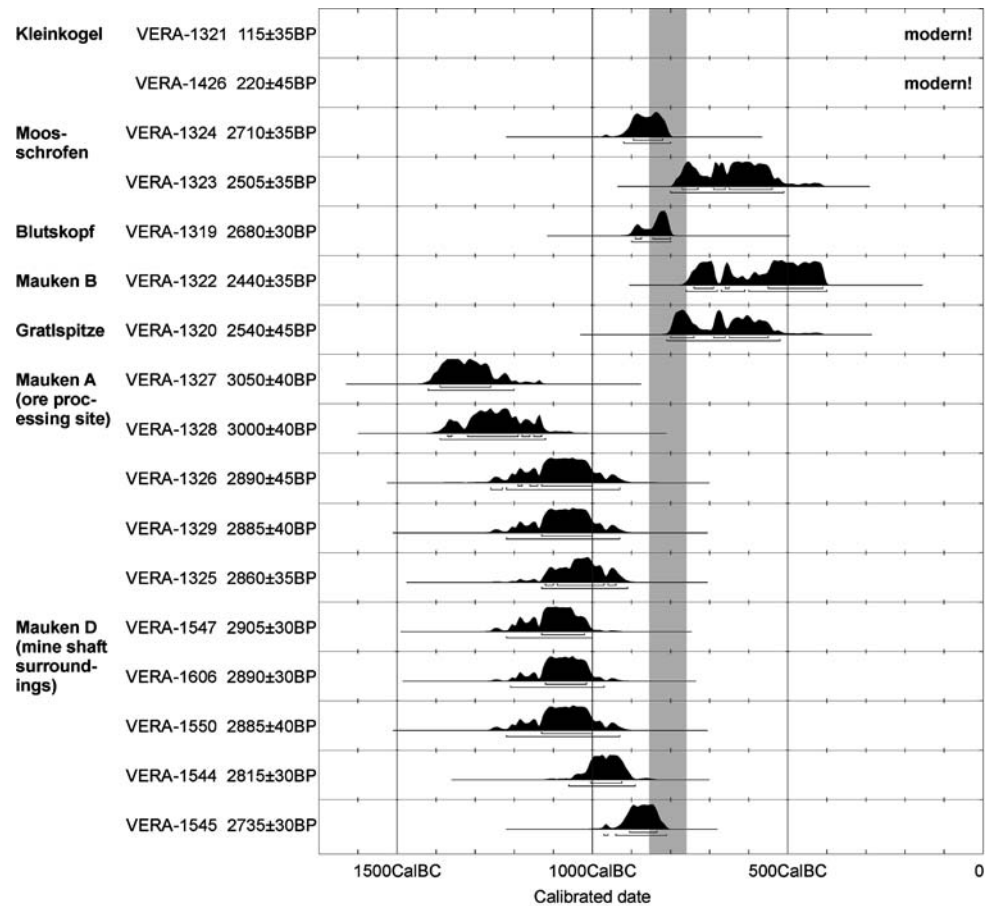 Kleinkogel VERA-1321 115±35BP modern!
VERA-1426 220±45BP modern!
Moos-
schrofen
VERA-1324 2710±35BP
VERA-1323 2505±35BP
Blutskopf VERA-1319 2680±30BP
Mauken B VERA-1322 2440±35BP
Gratlspitze VERA-1320 2540±45BP
Mauken A
(ore proc-
essing site)
VERA-1327 3050±40BP
VERA-1328 3000±40BP
VERA-1326 2890±45BP
VERA-1329 2885±40BP
VERA-1325 2860±35BP
Mauken D
(mine shaft
surround-
ings)
VERA-1547 2905±30BP
VERA-1606 2890±30BP
VERA-1550 2885±40BP
VERA-1544 2815±30BP
VERA-1545 2735±30BP
1500CalBC 1000CalBC 500CalBC 0
Calibrated date